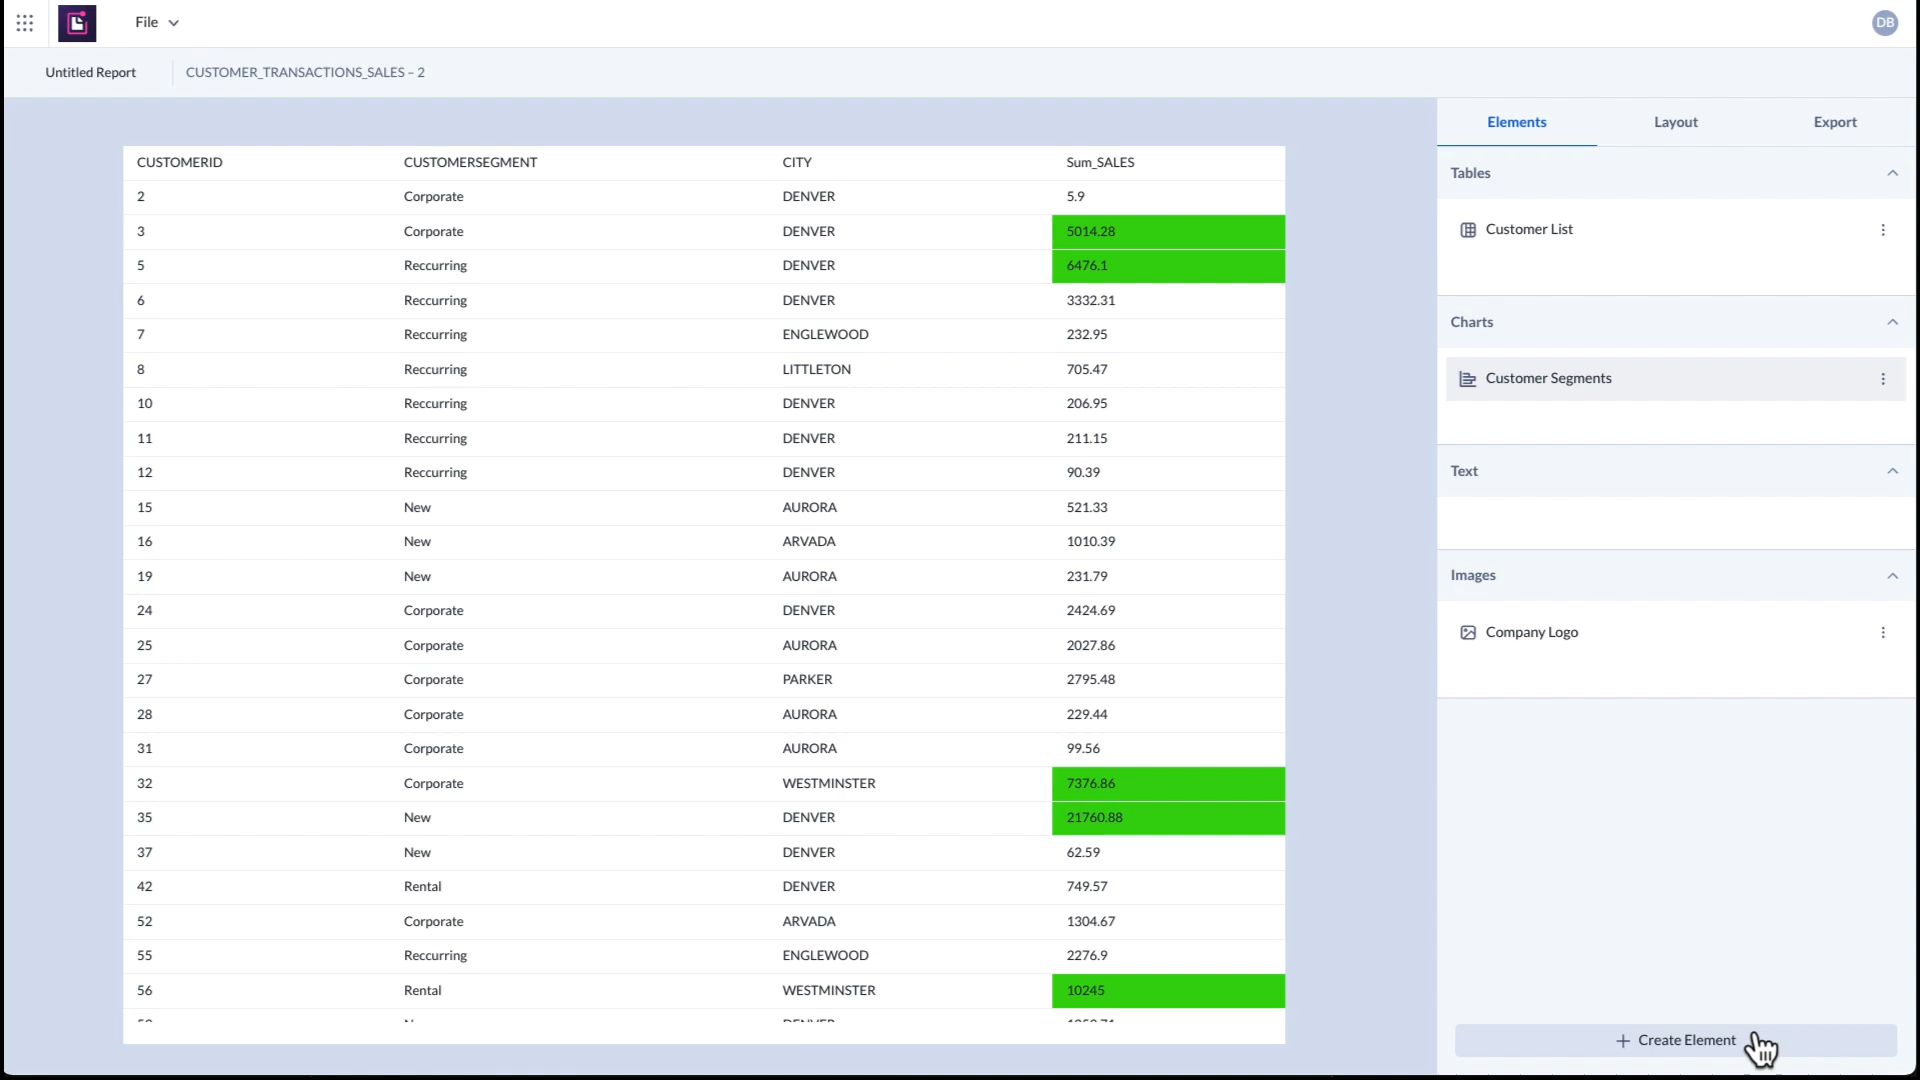 File
DB
Untitled Report
CUSTOMER_TRANSACTIONS_SALES – 2
CUSTOMERID CUSTOMERSEGMENT CITY Sum_SALES
2 Corporate DENVER 5.9
3 Corporate DENVER 5014.28
5 Reccurring DENVER 6476.1
6 Reccurring DENVER 3332.31
7 Reccurring ENGLEWOOD 232.95
8 Reccurring LITTLETON 705.47
10 Reccurring DENVER 206.95
11 Reccurring DENVER 211.15
12 Reccurring DENVER 90.39
15 New AURORA 521.33
16 New ARVADA 1010.39
19 New AURORA 231.79
24 Corporate DENVER 2424.69
25 Corporate AURORA 2027.86
27 Corporate PARKER 2795.48
28 Corporate AURORA 229.44
31 Corporate AURORA 99.56
32 Corporate WESTMINSTER 7376.86
35 New DENVER 21760.88
37 New DENVER 62.59
42 Rental DENVER 749.57
52 Corporate ARVADA 1304.67
55 Reccurring ENGLEWOOD 2276.9
56 Rental WESTMINSTER 10245
Elements Layout Export
Tables
Customer List
Charts
Customer Segments
Text
Images
Company Logo
+ Create Element